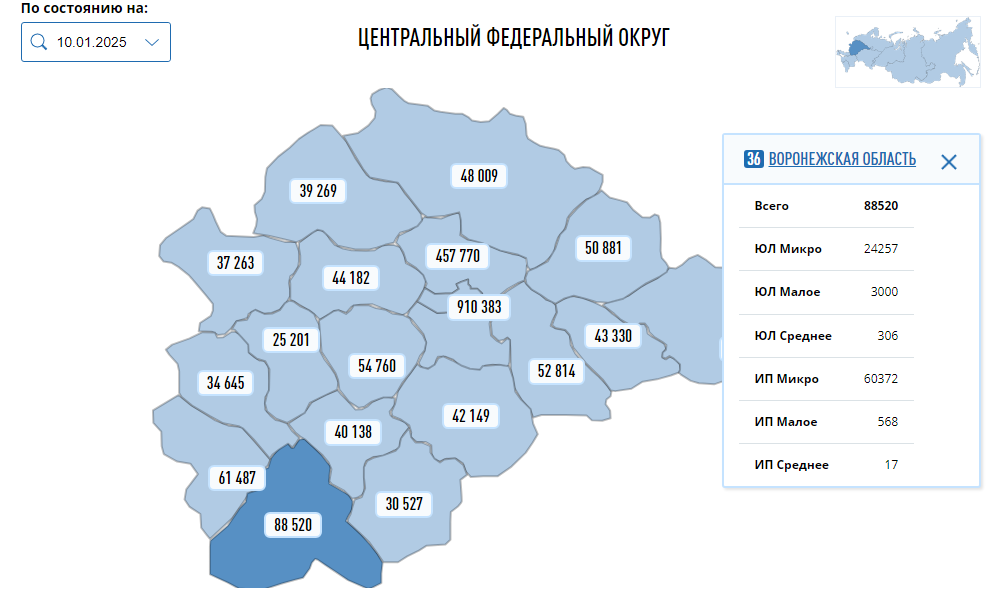 По состоянию на:
10.01.2025
ЦЕНТРАЛЬНЫЙ ФЕДЕРАЛЬНЫЙ ОКРУГ
36 ВОРОНЕЖСКАЯ ОБЛАСТЬ
Всего 88520
ЮЛ Микро 24257
ЮЛ Малое 3000
ЮЛ Среднее 306
ИП Микро 60372
ИП Малое 568
ИП Среднее 17
48 009
39 269
50 881
457 770
37 263
44 182
910 383
43 330
25 201
54 760
52 814
34 645
42 149
40 138
61 487
30 527
88 520